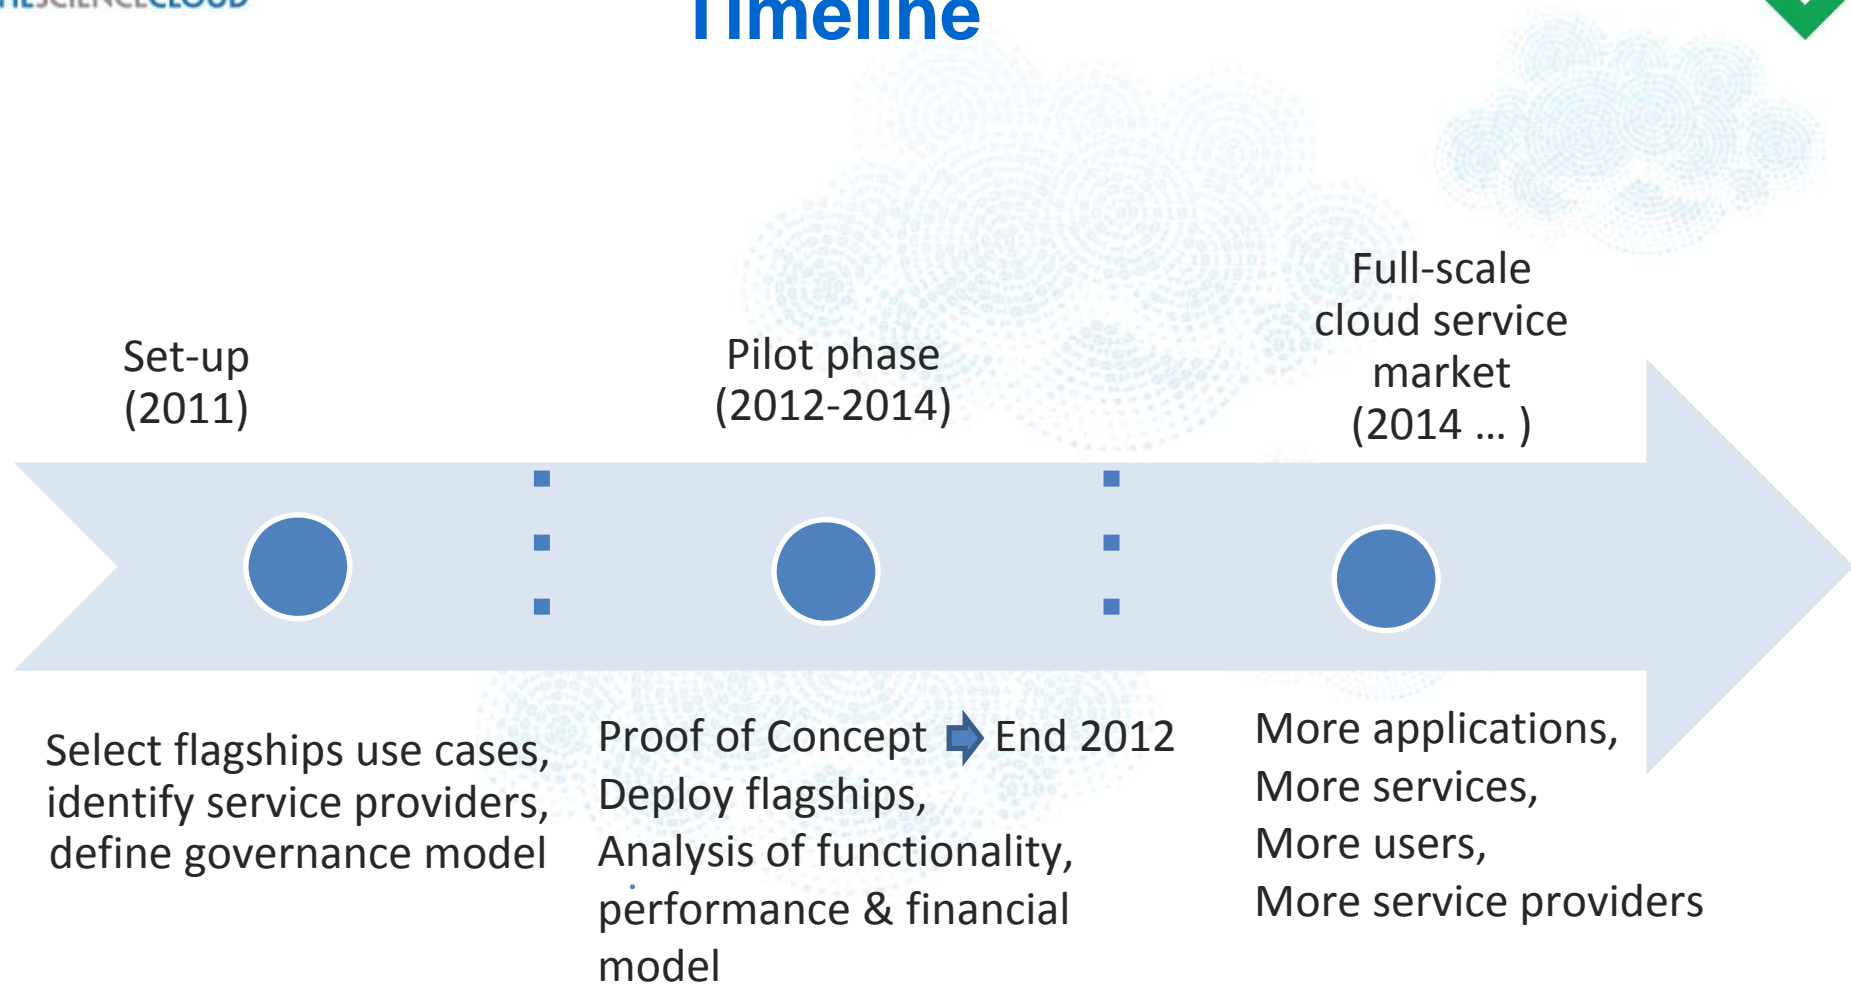 THESCIENCECLOUD
Timeline
Set-up
(2011)
Pilot phase
(2012-2014)
Full-scale
cloud service
market
(2014 ... )
Select flagships use cases,
identify service providers,
define governance model
Proof of Concept End 2012
Deploy flagships,
Analysis of functionality,
performance & financial
model
More applications,
More services,
More users,
More service providers